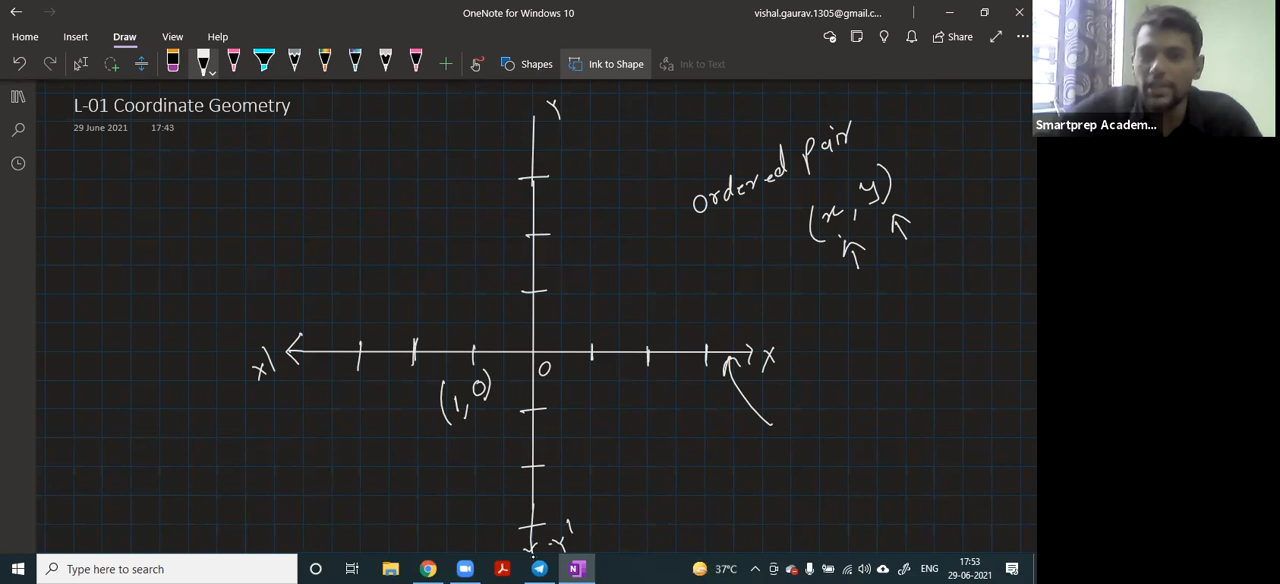 OneNote for Windows 10
vishal.gaurav.1305@gmail.c...
Home Insert Draw View Help
Share
Shapes
Ink to Shape
Ink to Text
L-01 Coordinate Geometry
29 June 2021 17:43
Smartprep Academ...
Y
Ordered Pair
(x, y)
X'
O
X
(1, 0)
Y'
Type here to search
37°C
ENG
17:53
29-06-2021